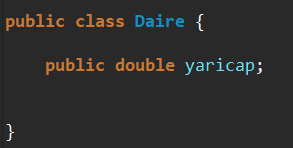 public class Daire {
public double yaricap;
}